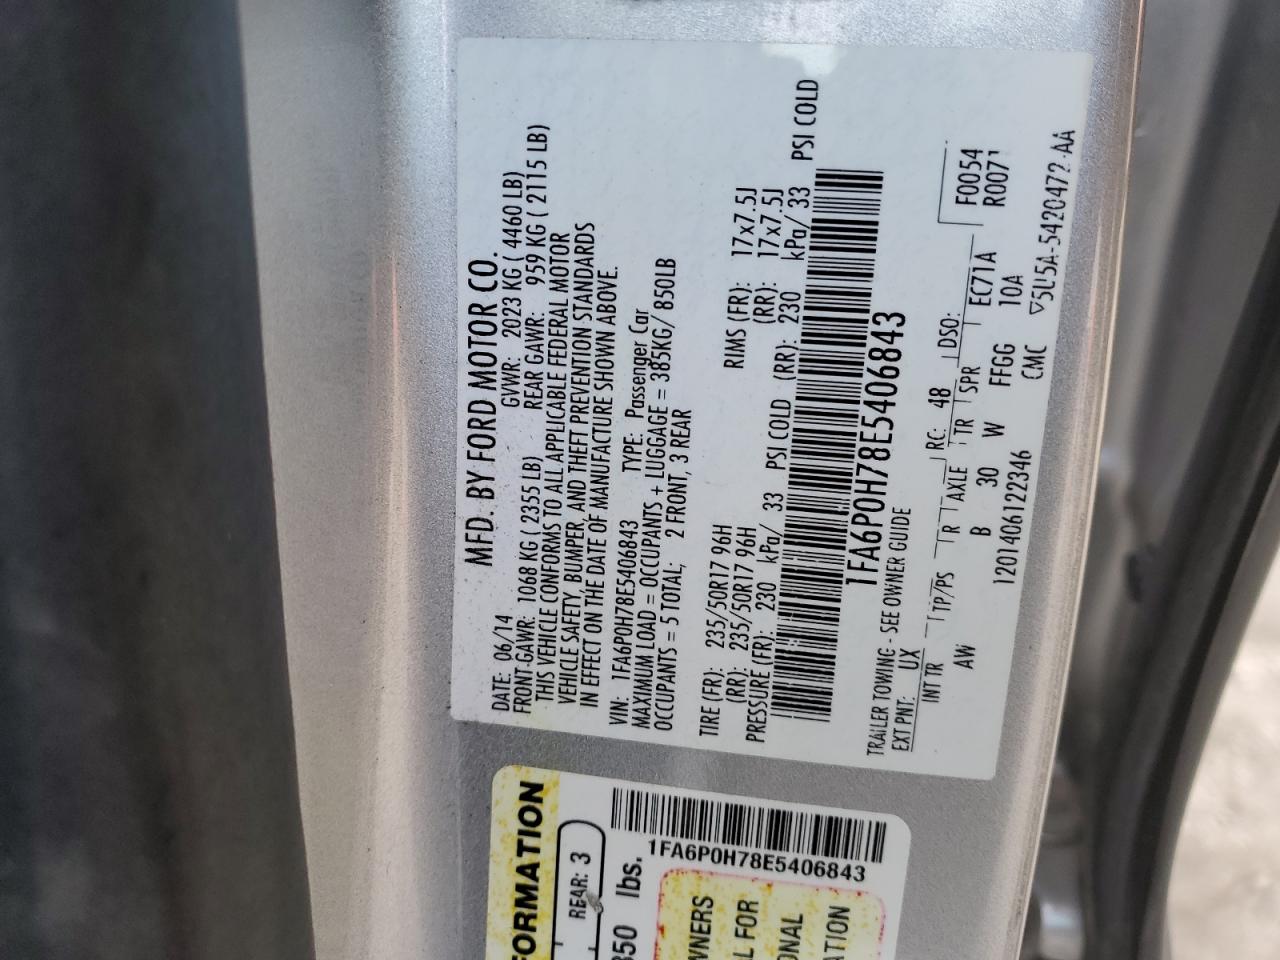 MFD. BY FORD MOTOR CO.
DATE: 06/14 GVWR: 2023 KG ( 4460 LB)
FRONT GAWR: 1068 KG ( 2355 LB) REAR GAWR: 959 KG ( 2115 LB)
THIS VEHICLE CONFORMS TO ALL APPLICABLE FEDERAL MOTOR
VEHICLE SAFETY, BUMPER, AND THEFT PREVENTION STANDARDS
IN EFFECT ON THE DATE OF MANUFACTURE SHOWN ABOVE.
VIN: 1FA6P0H78E5406843 TYPE: Passenger Car
MAXIMUM LOAD = OCCUPANTS + LUGGAGE = 385KG/ 850LB
OCCUPANTS = 5 TOTAL; 2 FRONT, 3 REAR
TIRE (FR): 235/50R17 96H RIMS (FR): 17x7.5J
(RR): 235/50R17 96H (RR): 17x7.5J
PRESSURE (FR): 230 kPa/ 33 PSI COLD (RR): 230 kPa/ 33 PSI COLD
1FA6P0H78E5406843
TRAILER TOWING - SEE OWNER GUIDE
EXT PNT: UX RC: 48 DSO: F0054
INT TR TP/PS R AXLE TR SPR EC71A R0071
AW B 30 W FFGG 10A
1201406122346 CMC ▽5U5A-5420472-AA
FORMATION
REAR: 3
850 lbs.
1FA6P0H78E5406843
WNERS
AL FOR
ONAL
ATION